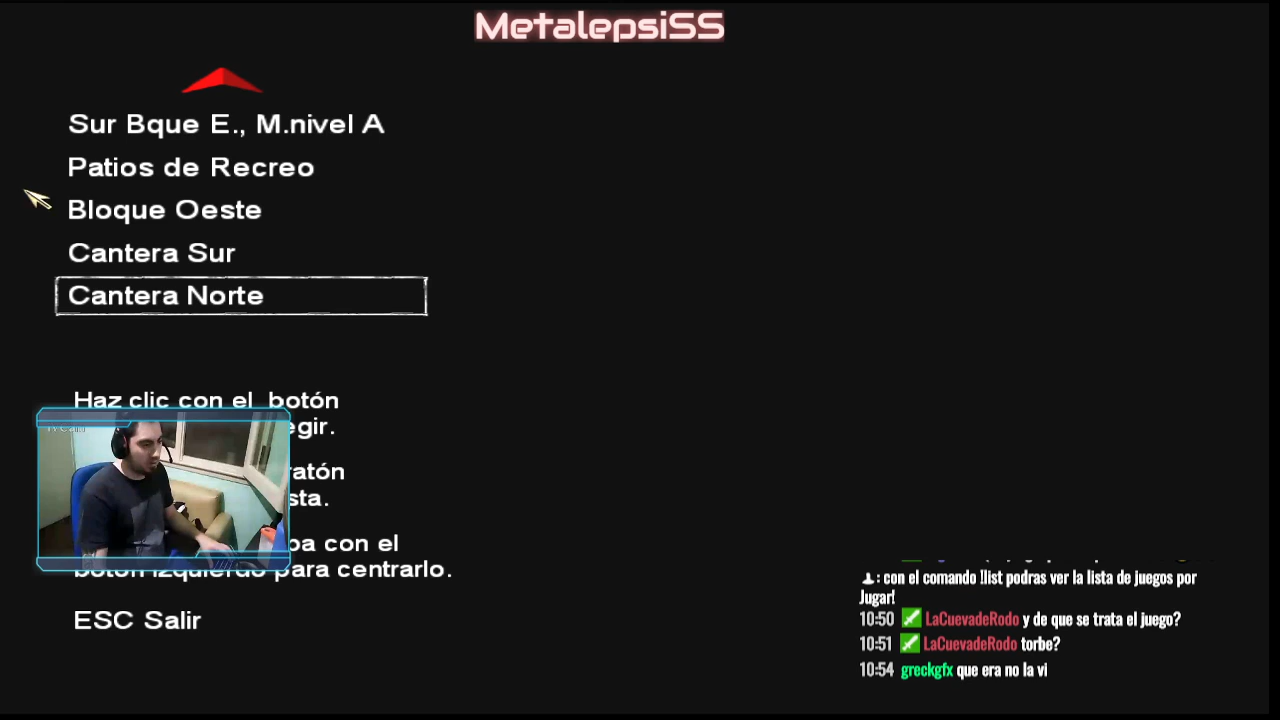 MetalepsiSS
Sur Bque E., M.nivel A
Patios de Recreo
Bloque Oeste
Cantera Sur
Cantera Norte
Haz clic con el botón
egir.
ratón
sta.
ba con el
botón izquierdo para centrarlo.
ESC Salir
: con el comando !list podras ver la lista de juegos por
Jugar!
10:50 LaCuevadeRodo y de que se trata el juego?
10:51 LaCuevadeRodo torbe?
10:54 greckgfx que era no la vi